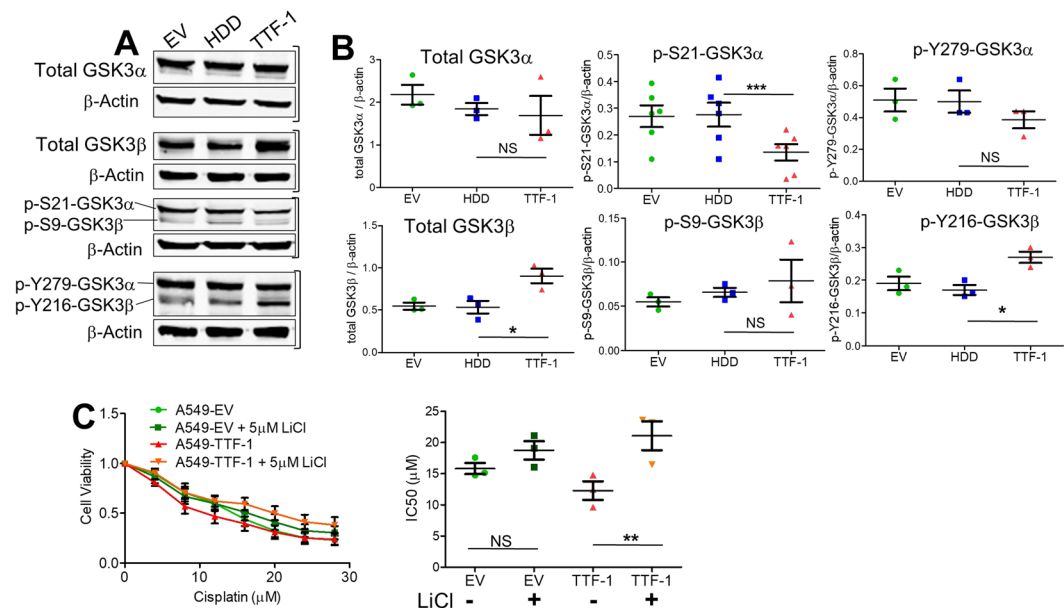 A
EV HDD TTF-1
Total GSK3α
β-Actin
Total GSK3β
β-Actin
p-S21-GSK3α
p-S9-GSK3β
β-Actin
p-Y279-GSK3α
p-Y216-GSK3β
β-Actin
B
Total GSK3α
total GSK3α / β-actin
3
2
1
0
NS
EV HDD TTF-1
p-S21-GSK3α
p-S21-GSK3α/β-actin
0.5
0.4
0.3
0.2
0.1
0.0
***
EV HDD TTF-1
p-Y279-GSK3α
p-Y279-GSK3α/β-actin
0.8
0.6
0.4
0.2
0.0
NS
EV HDD TTF-1
Total GSK3β
total GSK3β / β-actin
1.5
1.0
0.5
0.0
*
EV HDD TTF-1
p-S9-GSK3β
p-S9-GSK3β/β-actin
0.15
0.10
0.05
0.00
NS
EV HDD TTF-1
p-Y216-GSK3β
p-Y216-GSK3β/β-actin
0.4
0.3
0.2
0.1
0.0
*
EV HDD TTF-1
C
A549-EV
A549-EV + 5μM LiCl
A549-TTF-1
A549-TTF-1 + 5μM LiCl
Cell Viability
1.5
1.0
0.5
0.0
0 10 20 30
Cisplatin (μM)
IC50 (μM)
25
20
15
10
5
0
NS
**
EV EV TTF-1 TTF-1
LiCl - + - +